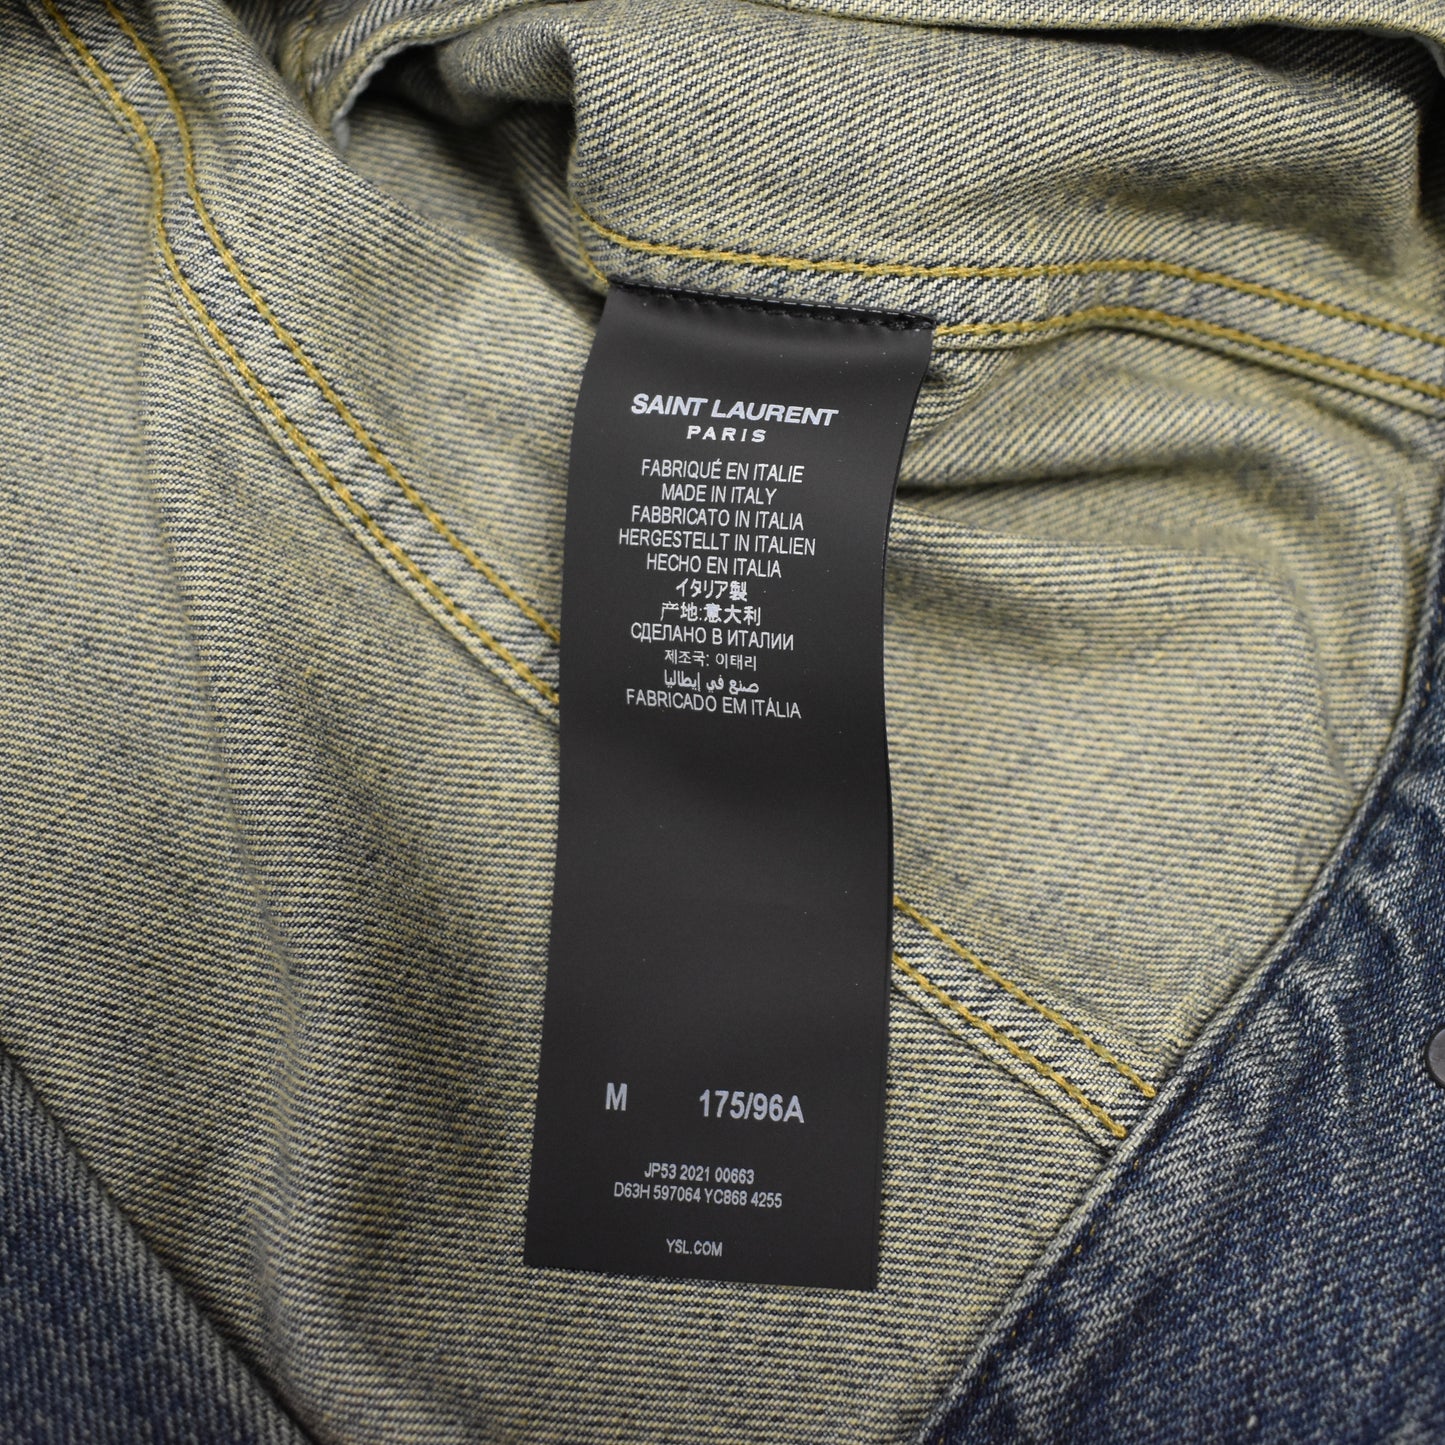 SAINT LAURENT
PARIS
FABRIQUÉ EN ITALIE
MADE IN ITALY
FABBRICATO IN ITALIA
HERGESTELLT IN ITALIEN
HECHO EN ITALIA
イタリア製
产地:意大利
СДЕЛАНО В ИТАЛИИ
제조국: 이태리
صنع في إيطاليا
FABRICADO EM ITÁLIA
M 175/96A
JP53 2021 00663
D63H 597064 YC868 4255
YSL.COM